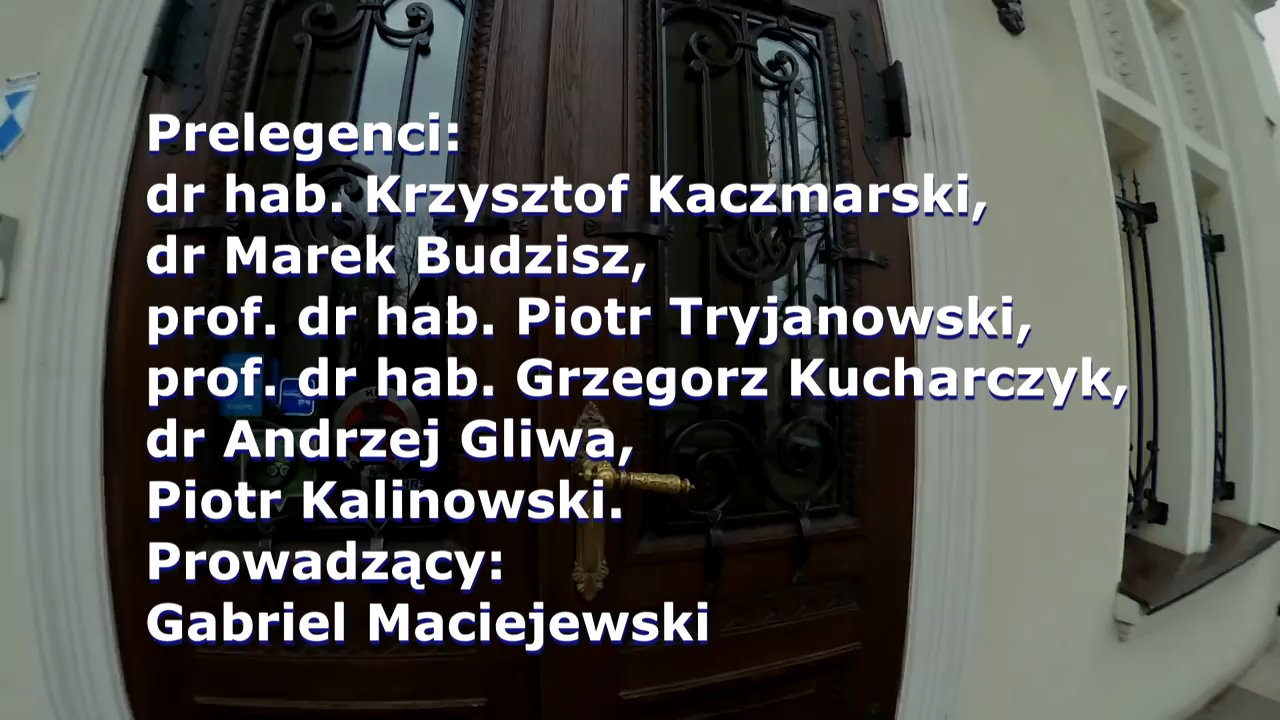 Prelegenci:
dr hab. Krzysztof Kaczmarski,
dr Marek Budzisz,
prof. dr hab. Piotr Tryjanowski,
prof. dr hab. Grzegorz Kucharczyk,
dr Andrzej Gliwa,
Piotr Kalinowski.
Prowadzący:
Gabriel Maciejewski